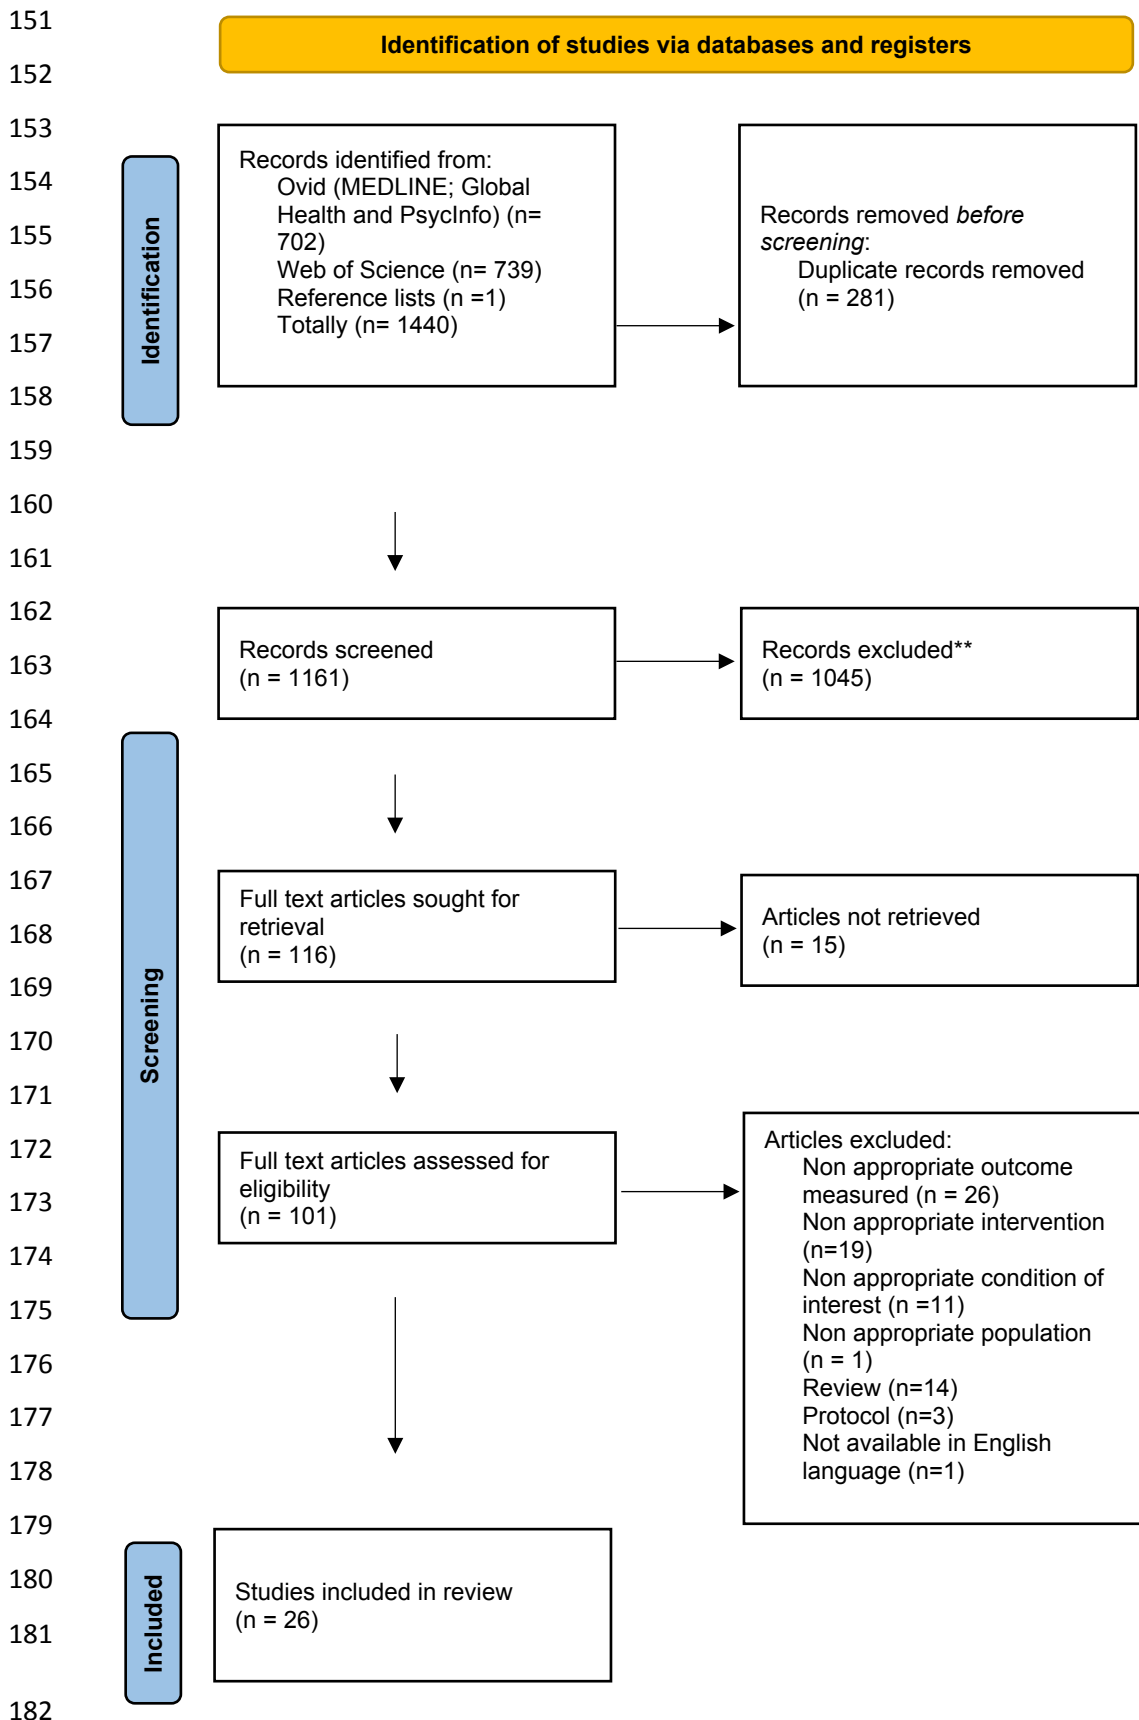 151
Identification of studies via databases and registers
152
153
154
155
156
157
158
Identification
Records identified from:
Ovid (MEDLINE; Global
Health and PsycInfo) (n=
702)
Web of Science (n= 739)
Reference lists (n =1)
Totally (n= 1440)
Records removed before
screening:
Duplicate records removed
(n = 281)
159
160
161
162
163
164
Records screened
(n = 1161)
Records excluded**
(n = 1045)
165
166
167
168
169
170
171
172
173
174
175
176
177
178
Screening
Full text articles sought for
retrieval
(n = 116)
Articles not retrieved
(n = 15)
Full text articles assessed for
eligibility
(n = 101)
Articles excluded:
Non appropriate outcome
measured (n = 26)
Non appropriate intervention
(n=19)
Non appropriate condition of
interest (n =11)
Non appropriate population
(n = 1)
Review (n=14)
Protocol (n=3)
Not available in English
language (n=1)
179
180
181
182
Included
Studies included in review
(n = 26)